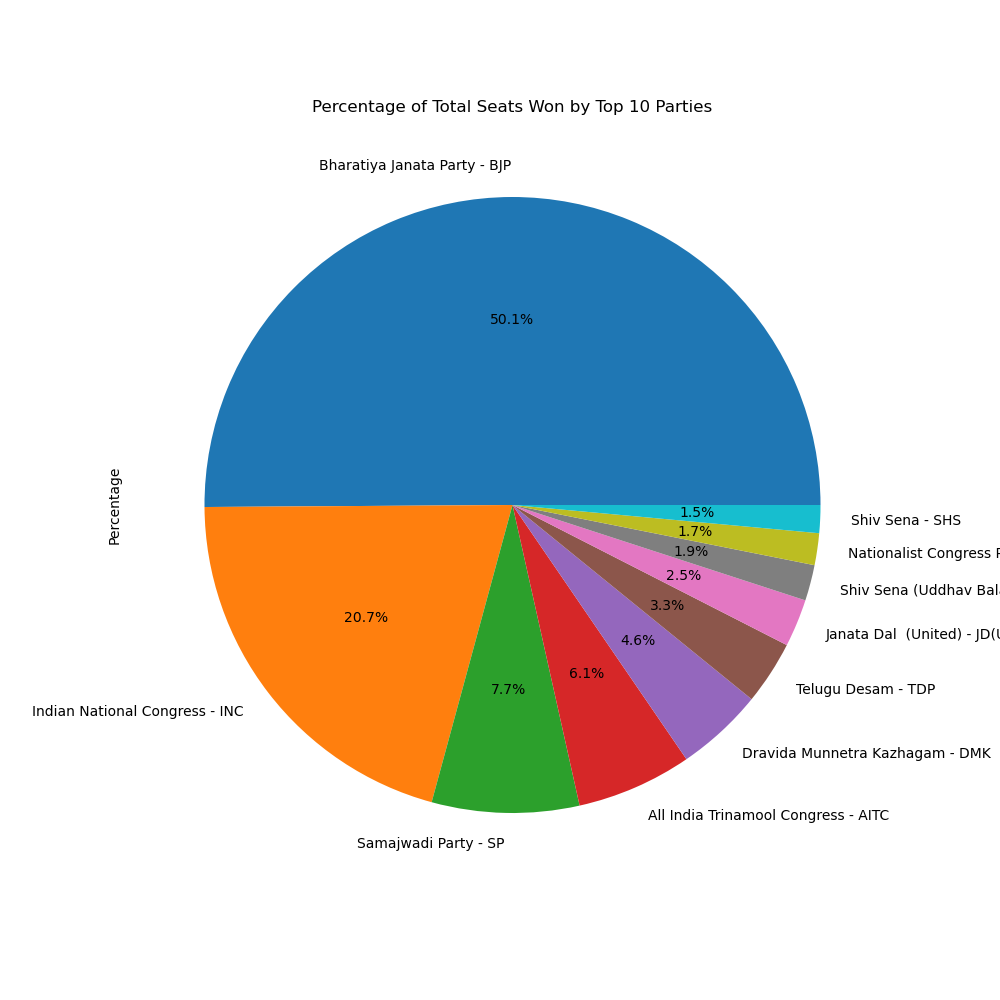 Percentage of Total Seats Won by Top 10 Parties
Bharatiya Janata Party - BJP
50.1%
Percentage
Shiv Sena - SHS
1.5%
Nationalist Congress
1.7%
Shiv Sena (Uddhav
1.9%
Janata Dal  (United) - JD(U
2.5%
Telugu Desam - TDP
3.3%
Dravida Munnetra Kazhagam - DMK
4.6%
All India Trinamool Congress - AITC
6.1%
Samajwadi Party - SP
7.7%
Indian National Congress - INC
20.7%